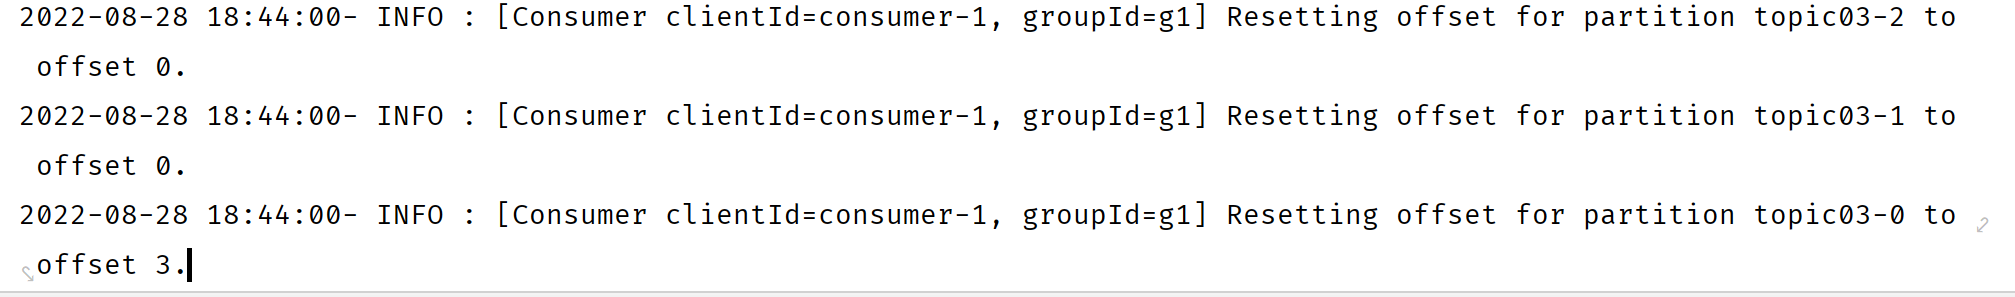 2022-08-28 18:44:00- INFO : [Consumer clientId=consumer-1, groupId=g1] Resetting offset for partition topic03-2 to
offset 0.
2022-08-28 18:44:00- INFO : [Consumer clientId=consumer-1, groupId=g1] Resetting offset for partition topic03-1 to
offset 0.
2022-08-28 18:44:00- INFO : [Consumer clientId=consumer-1, groupId=g1] Resetting offset for partition topic03-0 to
offset 3.